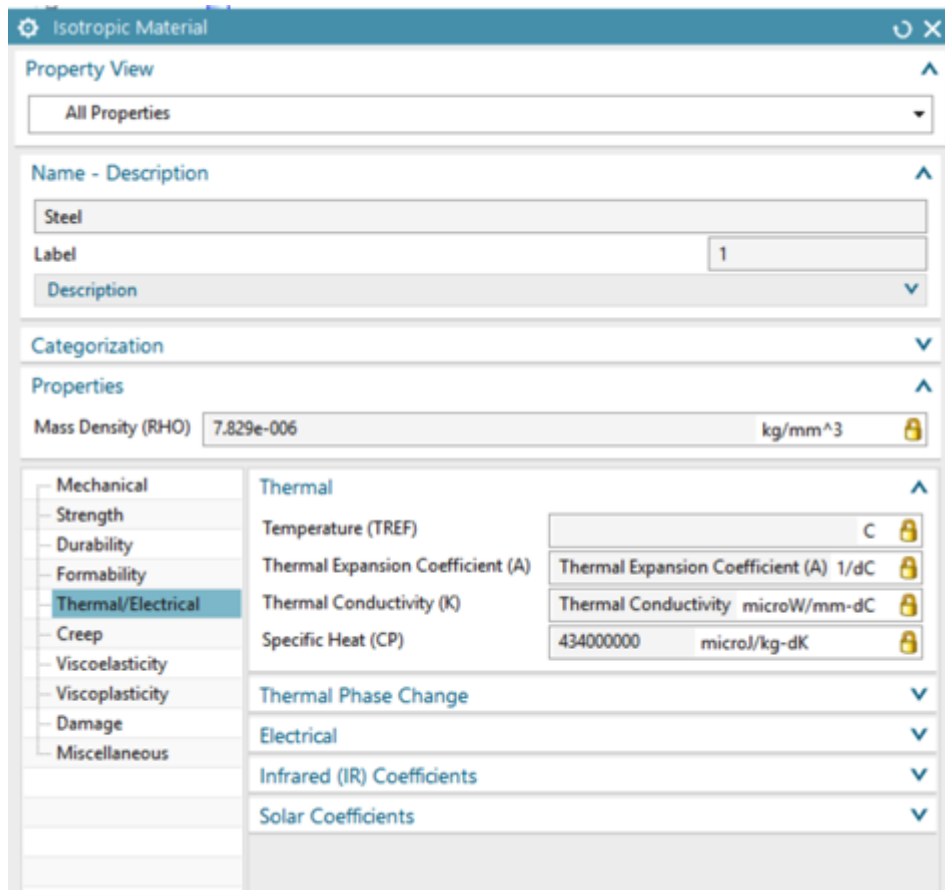 Isotropic Material
Property View
All Properties
Name - Description
Steel
Label 1
Description
Categorization
Properties
Mass Density (RHO) 7.829e-006 kg/mm^3
Mechanical
Strength
Durability
Formability
Thermal/Electrical
Creep
Viscoelasticity
Viscoplasticity
Damage
Miscellaneous
Thermal
Temperature (TREF) C
Thermal Expansion Coefficient (A) Thermal Expansion Coefficient (A) 1/dC
Thermal Conductivity (K) Thermal Conductivity microW/mm-dC
Specific Heat (CP) 434000000 microJ/kg-dK
Thermal Phase Change
Electrical
Infrared (IR) Coefficients
Solar Coefficients